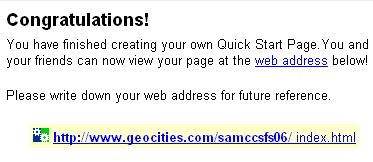 Congratulations!
You have finished creating your own Quick Start Page. You and
your friends can now view your page at the web address below!
Please write down your web address for future reference.
http://www.geocities.com/samccsfs06/ index.html